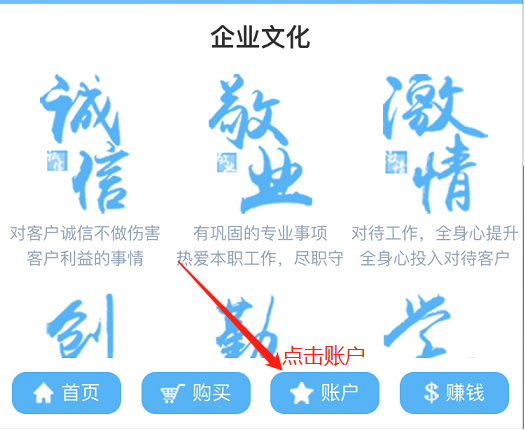 企业文化
诚信
敬业
激情
对客户诚信不做伤害
客户利益的事情
有巩固的专业事项
热爱本职工作，尽职守
对待工作，全身心提升
全身心投入对待客户
创
勤
学
点击账户
首页
购买
账户
$ 赚钱